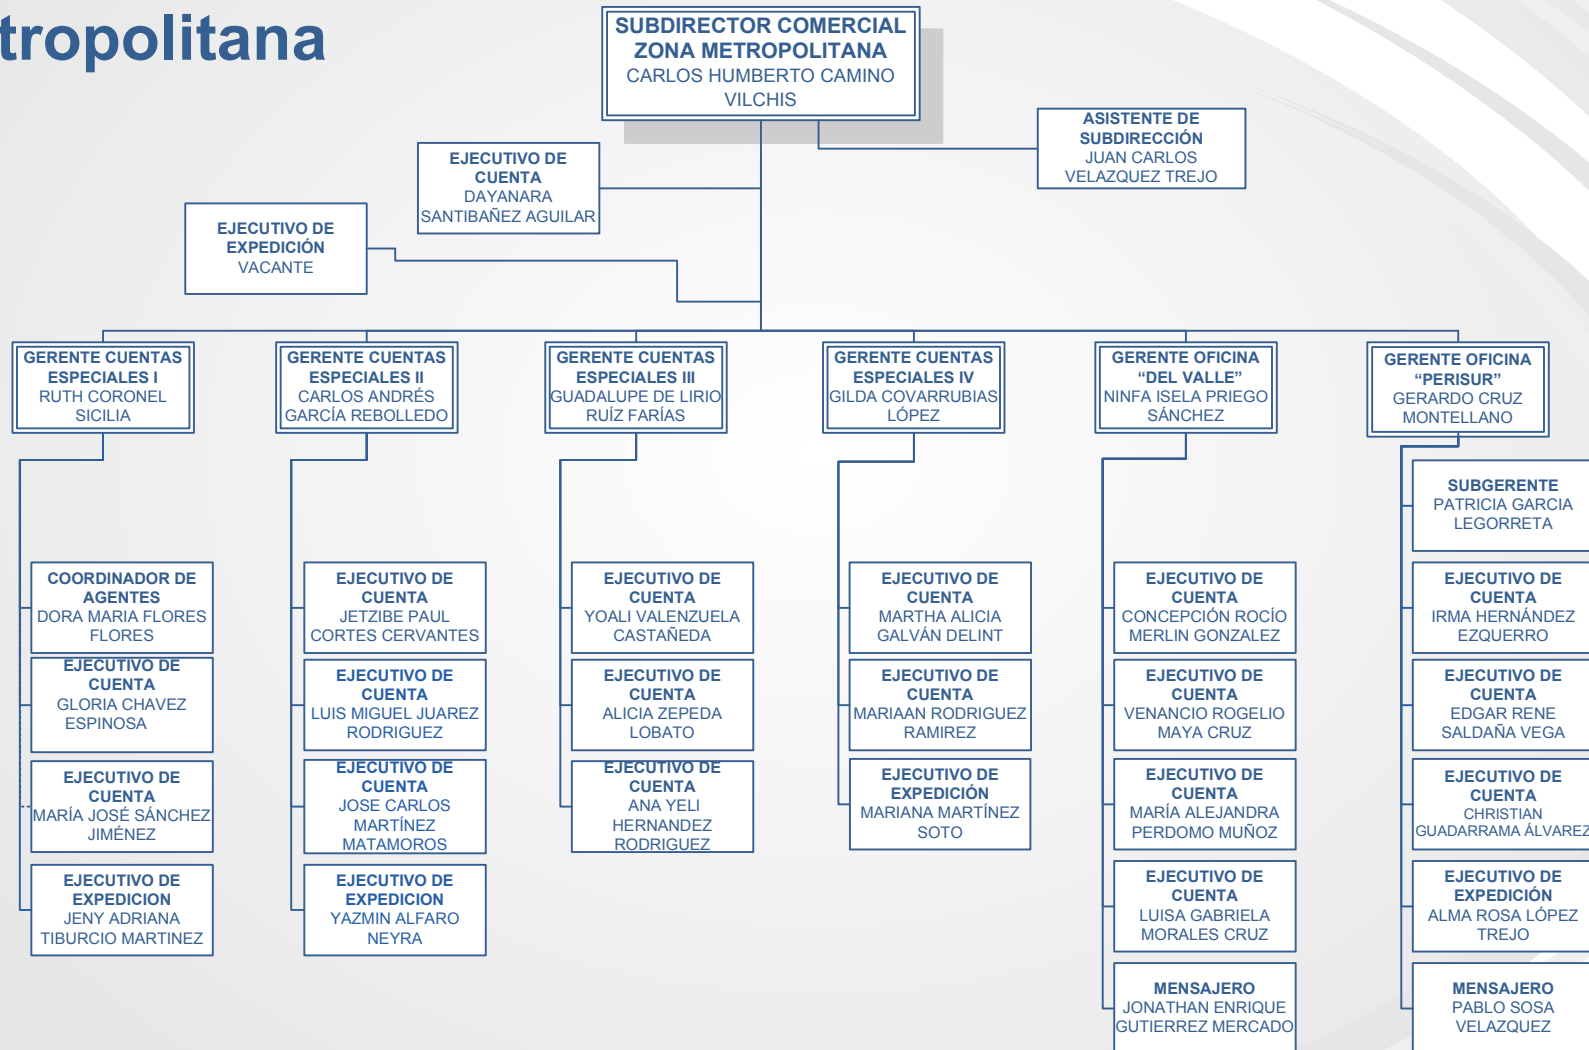 tropolitana
SUBDIRECTOR COMERCIAL
ZONA METROPOLITANA
CARLOS HUMBERTO CAMINO
VILCHIS
ASISTENTE DE
SUBDIRECCIÓN
JUAN CARLOS
VELAZQUEZ TREJO
EJECUTIVO DE
CUENTA
DAYANARA
SANTIBAÑEZ AGUILAR
EJECUTIVO DE
EXPEDICIÓN
VACANTE
GERENTE CUENTAS
ESPECIALES I
RUTH CORONEL
SICILIA
GERENTE CUENTAS
ESPECIALES II
CARLOS ANDRÉS
GARCÍA REBOLLEDO
GERENTE CUENTAS
ESPECIALES III
GUADALUPE DE LIRIO
RUÍZ FARÍAS
GERENTE CUENTAS
ESPECIALES IV
GILDA COVARRUBIAS
LÓPEZ
GERENTE OFICINA
“DEL VALLE”
NINFA ISELA PRIEGO
SÁNCHEZ
GERENTE OFICINA
“PERISUR”
GERARDO CRUZ
MONTELLANO
SUBGERENTE
PATRICIA GARCIA
LEGORRETA
COORDINADOR DE
AGENTES
DORA MARIA FLORES
FLORES
EJECUTIVO DE
CUENTA
JETZIBE PAUL
CORTES CERVANTES
EJECUTIVO DE
CUENTA
YOALI VALENZUELA
CASTAÑEDA
EJECUTIVO DE
CUENTA
MARTHA ALICIA
GALVÁN DELINT
EJECUTIVO DE
CUENTA
CONCEPCIÓN ROCÍO
MERLIN GONZALEZ
EJECUTIVO DE
CUENTA
IRMA HERNÁNDEZ
EZQUERRO
EJECUTIVO DE
CUENTA
GLORIA CHAVEZ
ESPINOSA
EJECUTIVO DE
CUENTA
LUIS MIGUEL JUAREZ
RODRIGUEZ
EJECUTIVO DE
CUENTA
ALICIA ZEPEDA
LOBATO
EJECUTIVO DE
CUENTA
MARIAAN RODRIGUEZ
RAMIREZ
EJECUTIVO DE
CUENTA
VENANCIO ROGELIO
MAYA CRUZ
EJECUTIVO DE
CUENTA
EDGAR RENE
SALDAÑA VEGA
EJECUTIVO DE
CUENTA
MARÍA JOSÉ SÁNCHEZ
JIMÉNEZ
EJECUTIVO DE
CUENTA
JOSE CARLOS
MARTÍNEZ
MATAMOROS
EJECUTIVO DE
CUENTA
ANA YELI
HERNANDEZ
RODRIGUEZ
EJECUTIVO DE
EXPEDICIÓN
MARIANA MARTÍNEZ
SOTO
EJECUTIVO DE
CUENTA
MARÍA ALEJANDRA
PERDOMO MUÑOZ
EJECUTIVO DE
CUENTA
CHRISTIAN
GUADARRAMA ÁLVAREZ
EJECUTIVO DE
EXPEDICION
JENY ADRIANA
TIBURCIO MARTINEZ
EJECUTIVO DE
EXPEDICION
YAZMIN ALFARO
NEYRA
EJECUTIVO DE
CUENTA
LUISA GABRIELA
MORALES CRUZ
EJECUTIVO DE
EXPEDICIÓN
ALMA ROSA LÓPEZ
TREJO
MENSAJERO
JONATHAN ENRIQUE
GUTIERREZ MERCADO
MENSAJERO
PABLO SOSA
VELAZQUEZ